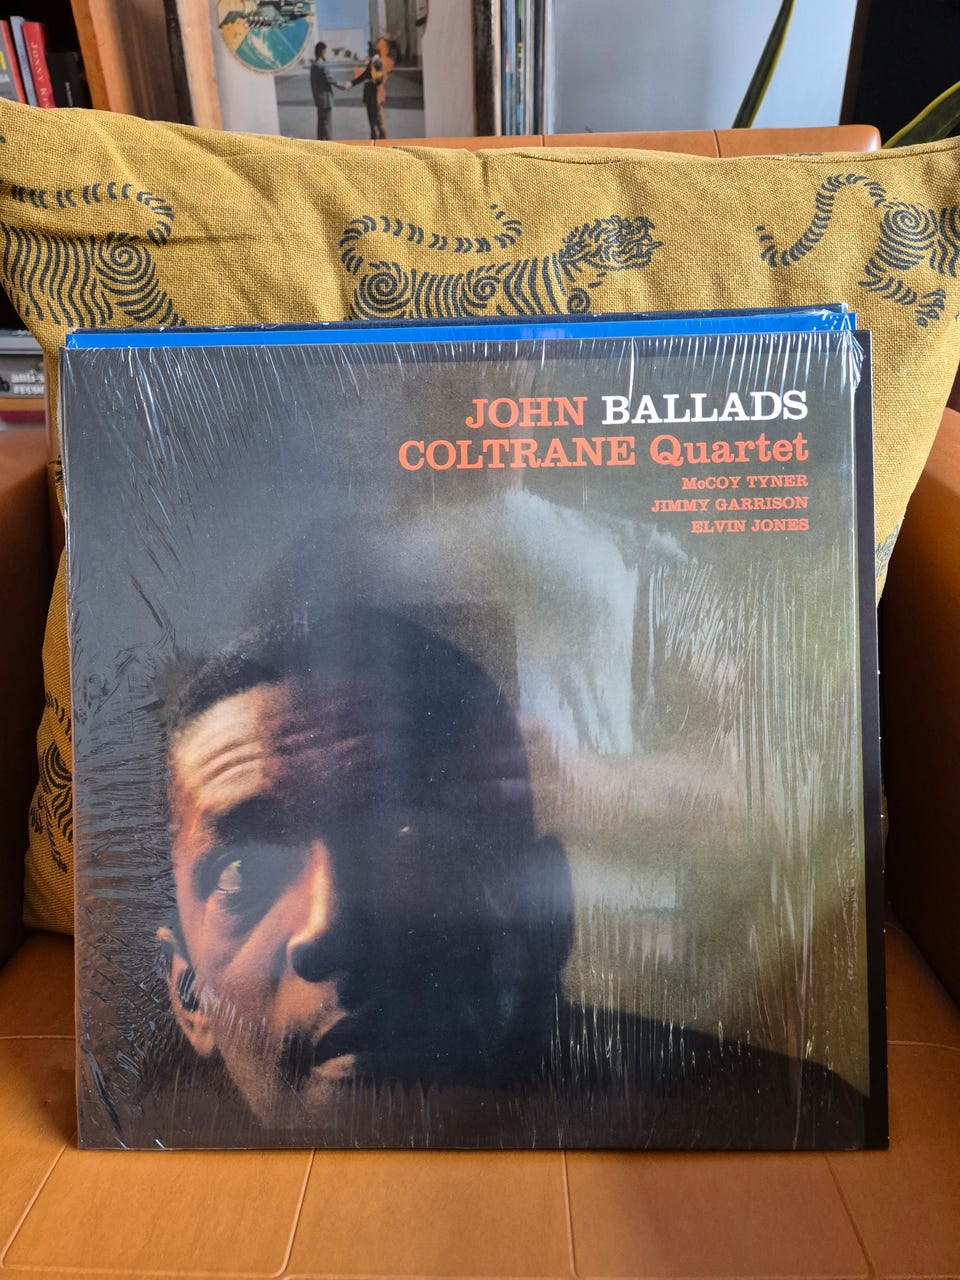 JOHN BALLADS
COLTRANE Quartet
McCOY TYNER
JIMMY GARRISON
ELVIN JONES